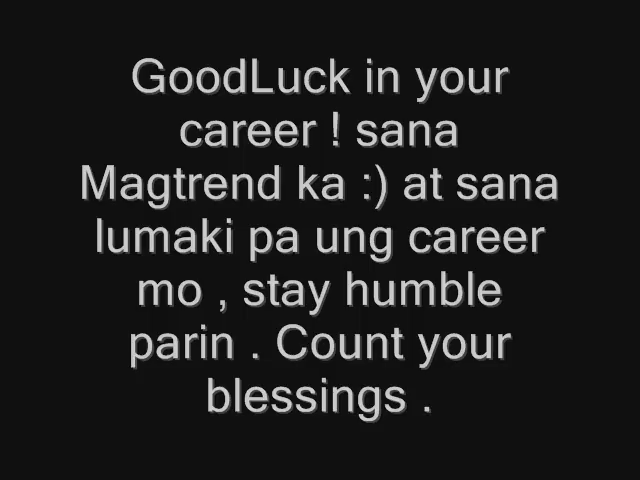 GoodLuck in your
career ! sana
Magtrend ka :) at sana
lumaki pa ung career
mo , stay humble
parin . Count your
blessings .